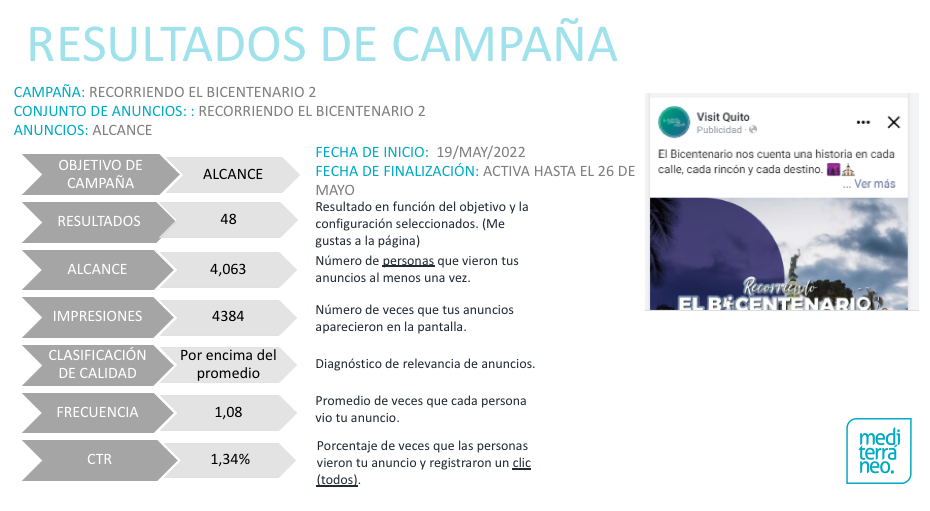 RESULTADOS DE CAMPAÑA
CAMPAÑA: RECORRIENDO EL BICENTENARIO 2
CONJUNTO DE ANUNCIOS: : RECORRIENDO EL BICENTENARIO 2
ANUNCIOS: ALCANCE
FECHA DE INICIO: 19/MAY/2022
FECHA DE FINALIZACIÓN: ACTIVA HASTA EL 26 DE
MAYO
OBJETIVO DE
CAMPAÑA
ALCANCE
RESULTADOS
48
Resultado en función del objetivo y la
configuración seleccionados. (Me
gustas a la página)
ALCANCE
4,063
Número de personas que vieron tus
anuncios al menos una vez.
IMPRESIONES
4384
Número de veces que tus anuncios
aparecieron en la pantalla.
CLASIFICACIÓN
DE CALIDAD
Por encima del
promedio
Diagnóstico de relevancia de anuncios.
FRECUENCIA
1,08
Promedio de veces que cada persona
vio tu anuncio.
CTR
1,34%
Porcentaje de veces que las personas
vieron tu anuncio y registraron un clic
(todos).
Visit Quito
Publicidad ·
El Bicentenario nos cuenta una historia en cada
calle, cada rincón y cada destino.
... Ver más
Recorriendo
EL BICENTENARIO
medi
terrá
neo.